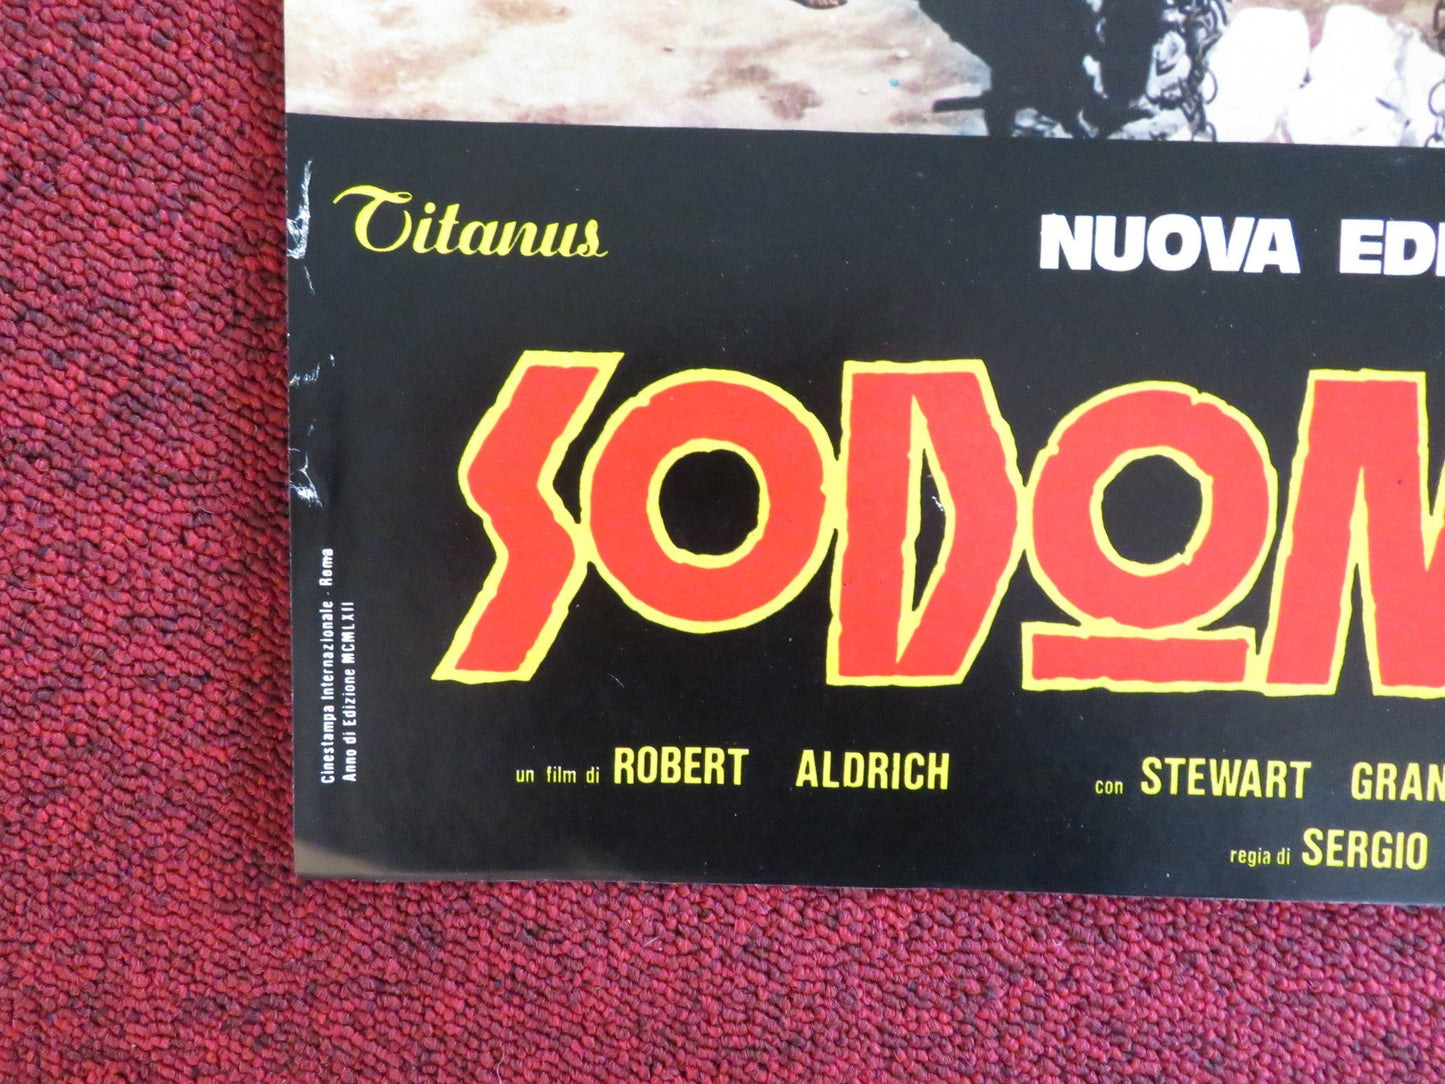 Titanus
NUOVA EDI
SODOM
un film di ROBERT ALDRICH con STEWART GRAN
regia di SERGIO
Cinestampa Internazionale - Roma
Anno di Edizione MCMLXII